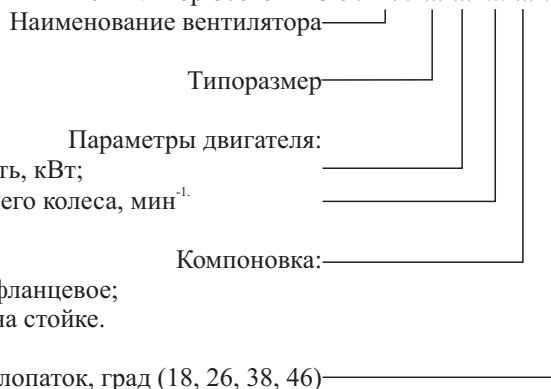 Наименование вентилятора
Типоразмер
Параметры двигателя:
ть, кВт;
его колеса, мин-1.
Компоновка:
фланцевое;
на стойке.
лопаток, град (18, 26, 38, 46)